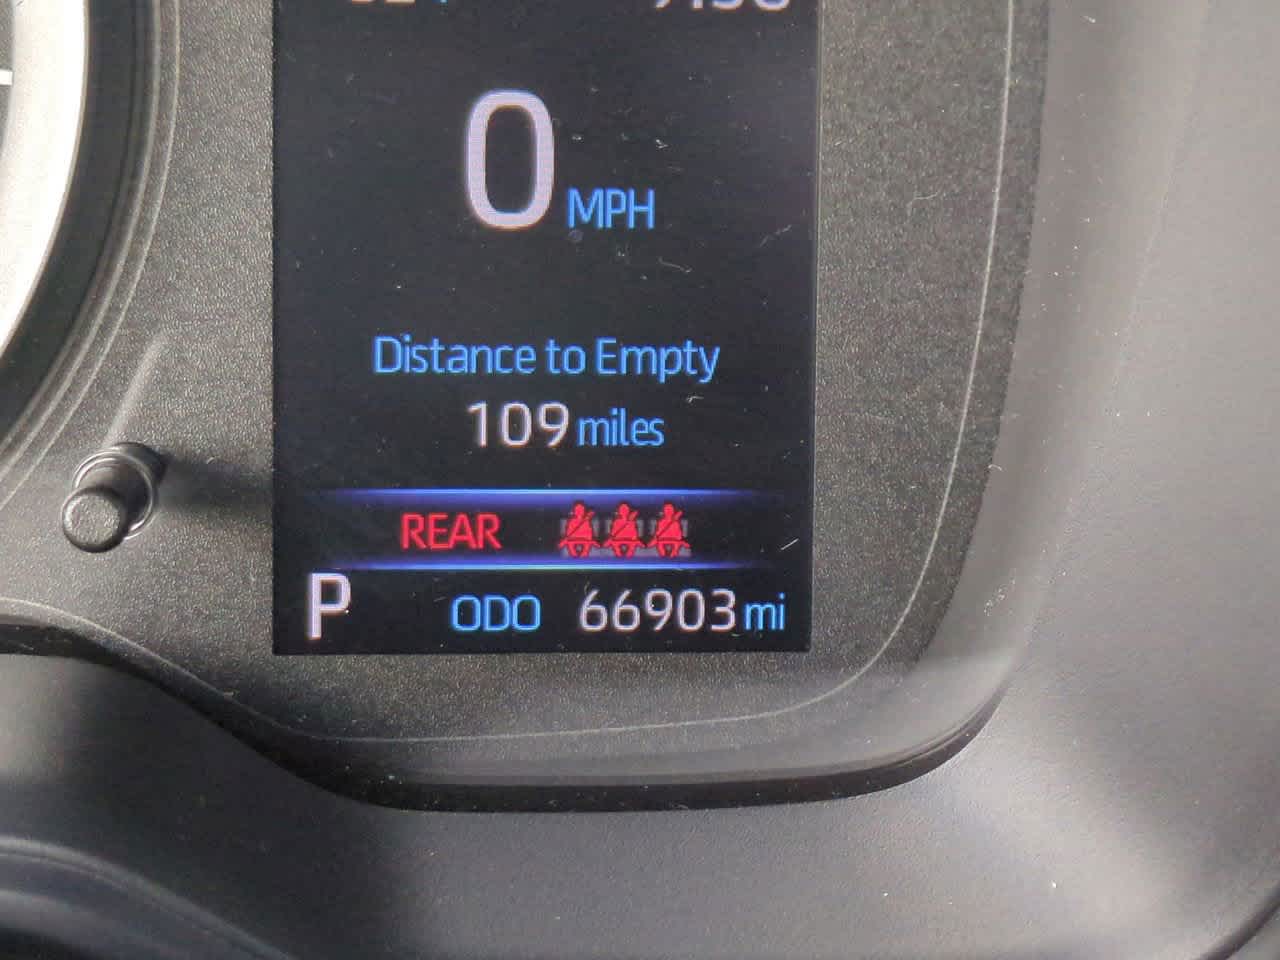 0 MPH
Distance to Empty
109 miles
REAR
P ODO 66903 mi